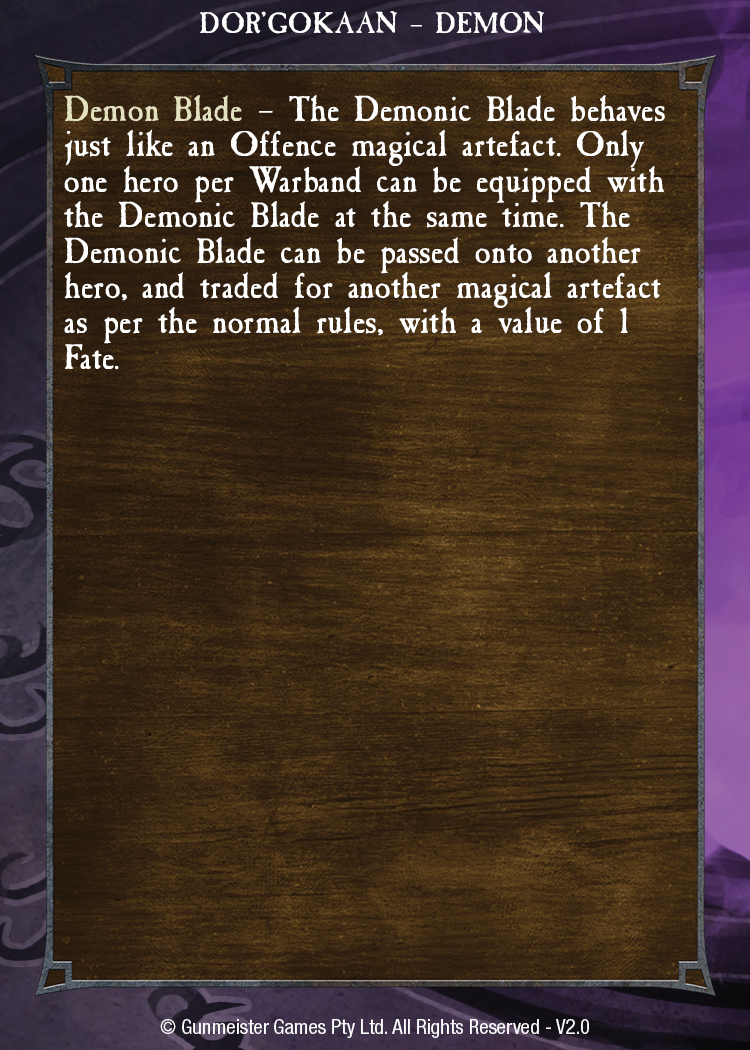 DOR'GOKAAN – DEMON
Demon Blade – The Demonic Blade behaves
just like an Offence magical artefact. Only
one hero per Warband can be equipped with
the Demonic Blade at the same time. The
Demonic Blade can be passed onto another
hero, and traded for another magical artefact
as per the normal rules, with a value of 1
Fate.
© Gunmeister Games Pty Ltd. All Rights Reserved - V2.0